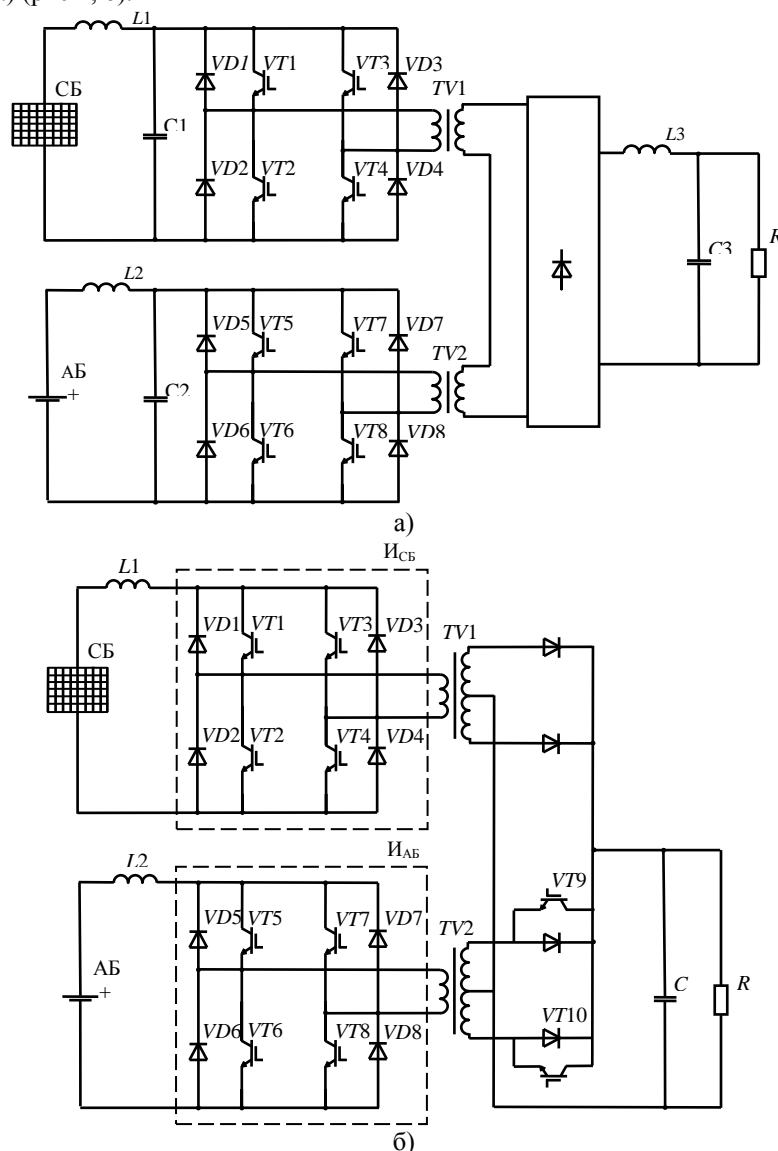 L1
СБ
VD1 VT1 VT3 VD3
TV1
C1
L3
VD2 VT2 VT4 VD4
C3
R
L2
VD5 VT5 VT7 VD7
TV2
АБ
+
C2
VD6 VT6 VT8 VD8
а)
L1
ИСБ
СБ
VD1 VT1 VT3 VD3
TV1
VD2 VT2 VT4 VD4
ИАБ
L2
VT9
VD5 VT5 VT7 VD7
TV2
АБ
+
C
R
VT10
VD6 VT6 VT8 VD8
б)